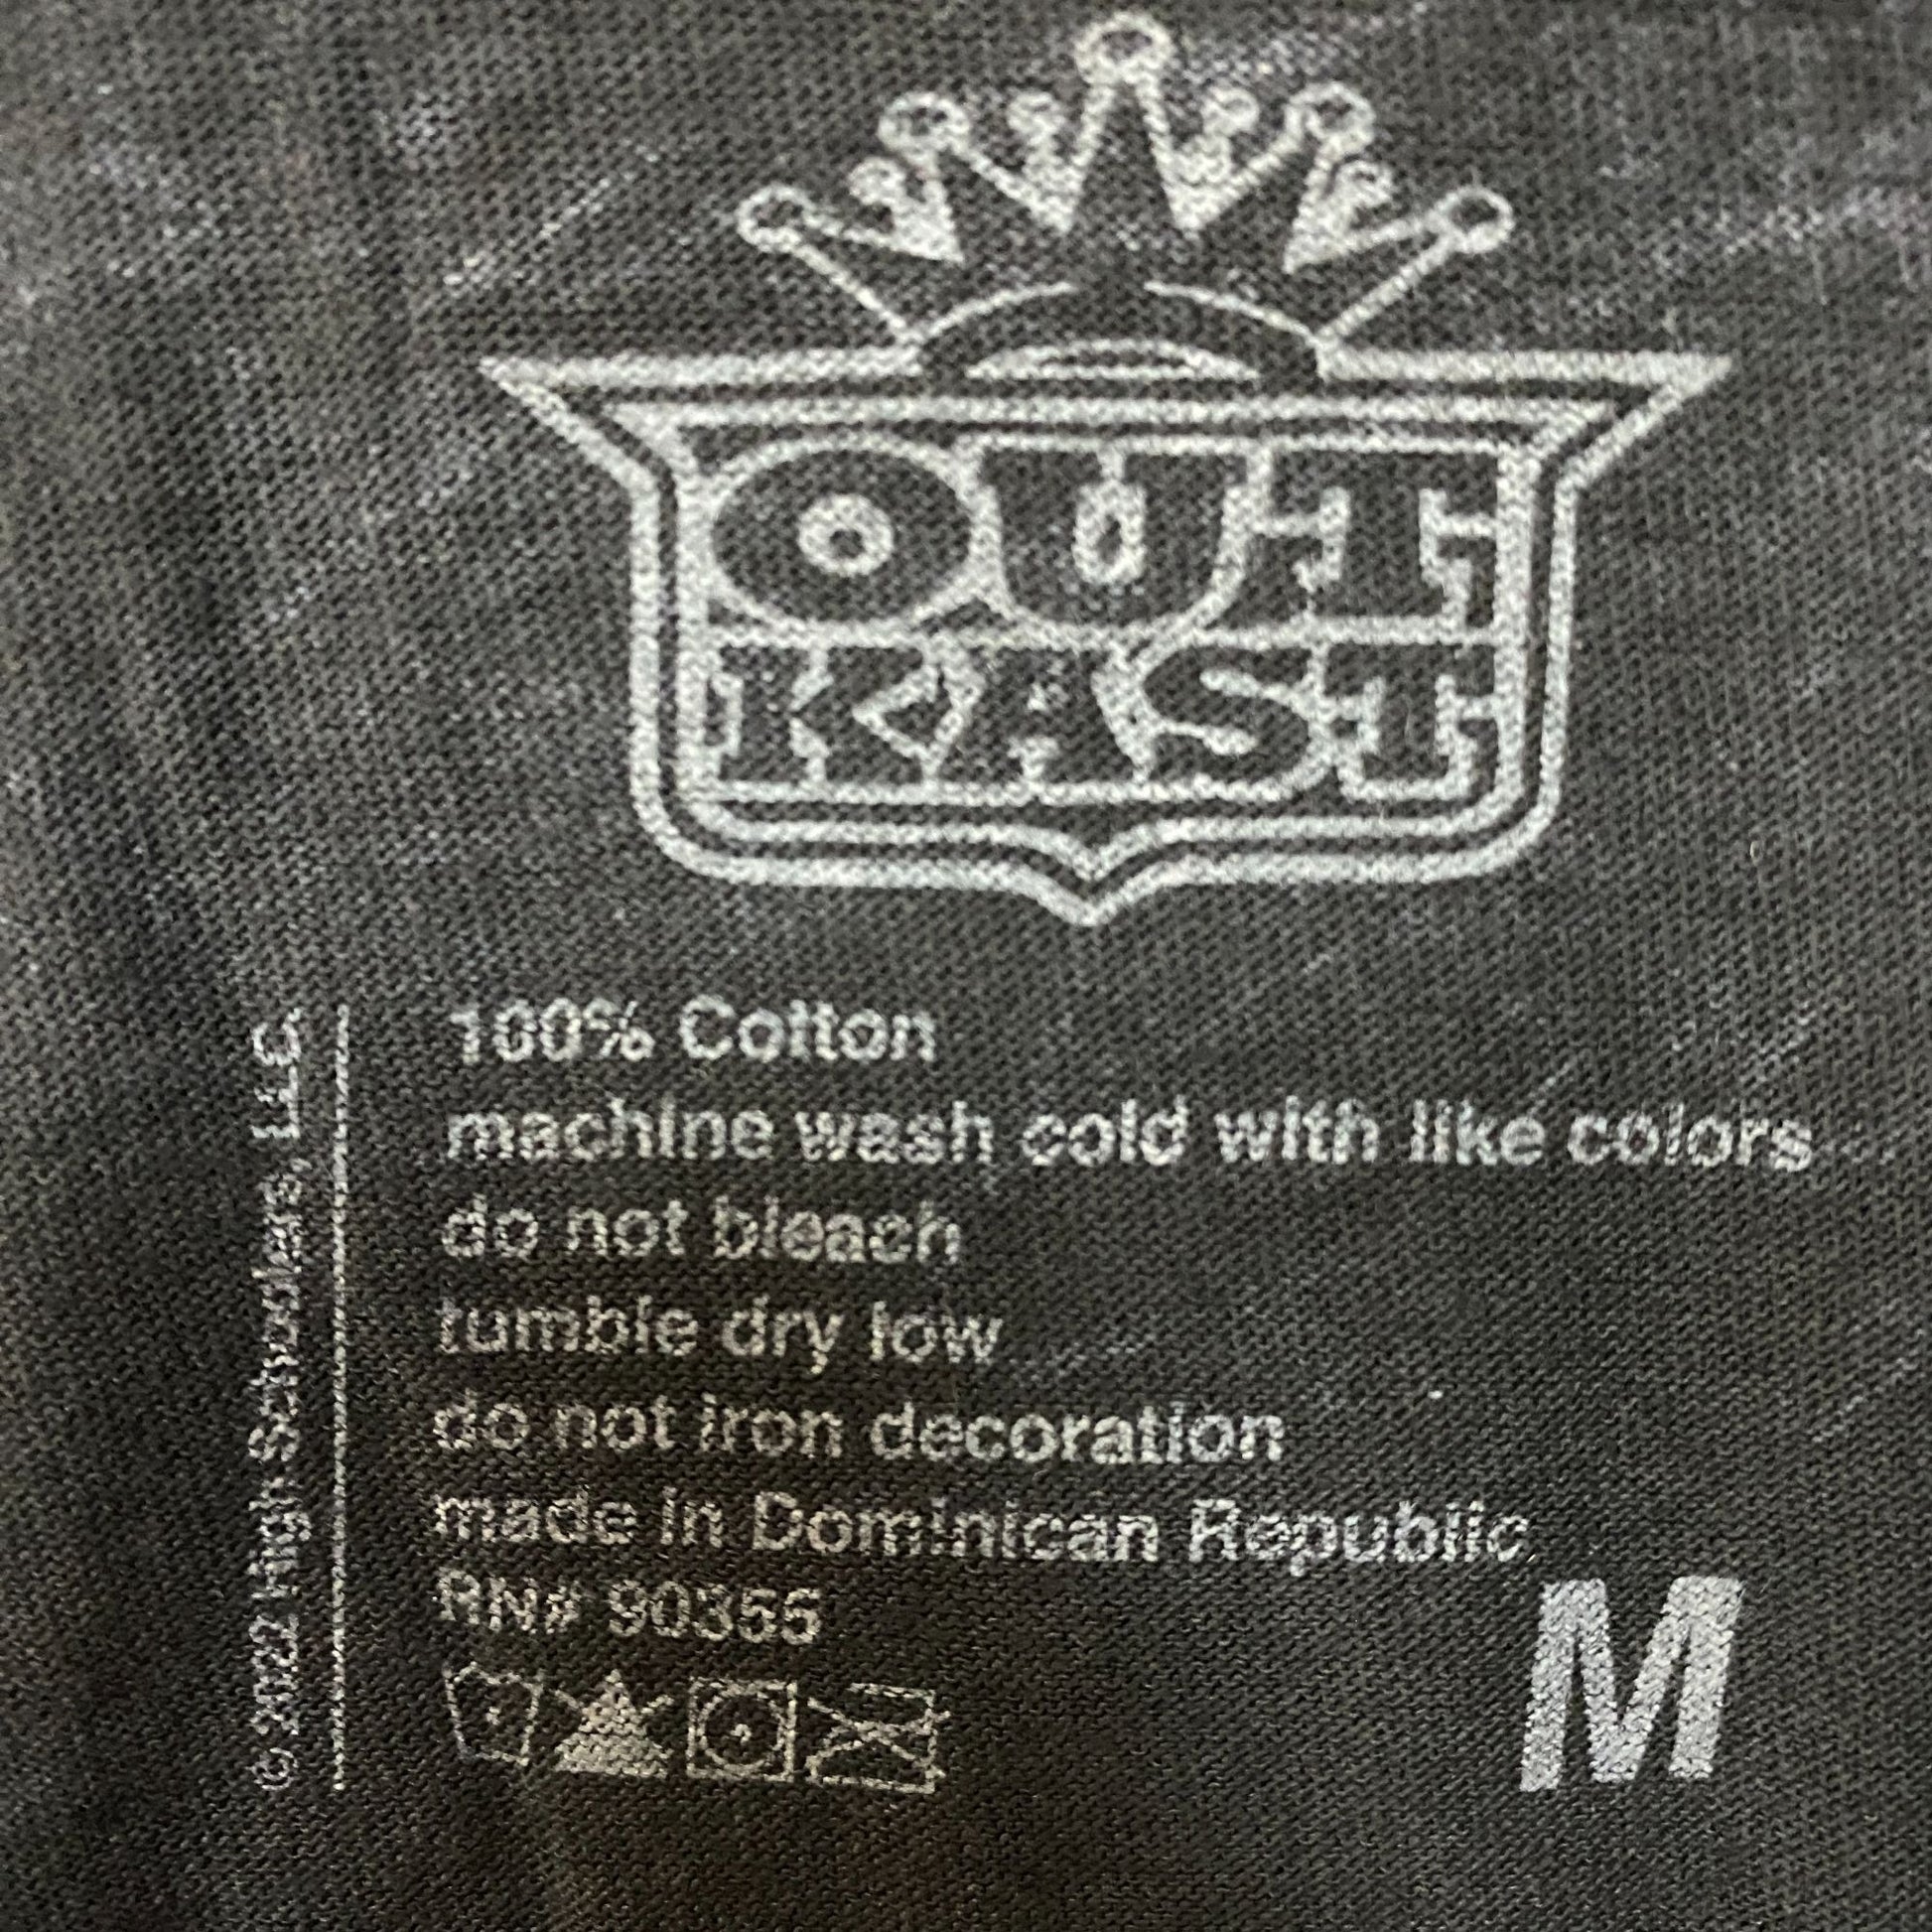 OUT
KAST
100% Cotton
machine wash cold with like colors
do not bleach
tumble dry low
do not iron decoration
made in Dominican Republic
RN# 90355
M
© 2022 High Schoolers, LLC.